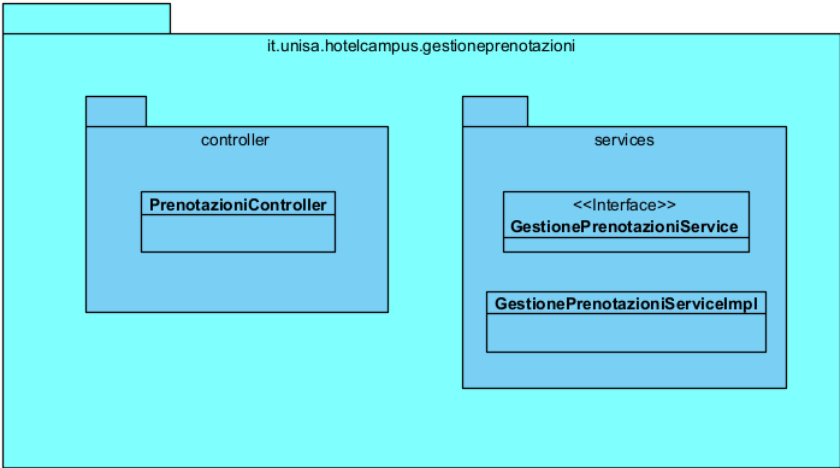 it.unisa.hotelcampus.gestioneprenotazioni
controller
PrenotazioniController
services
<<Interface>>
GestionePrenotazioniService
GestionePrenotazioniServiceImpl